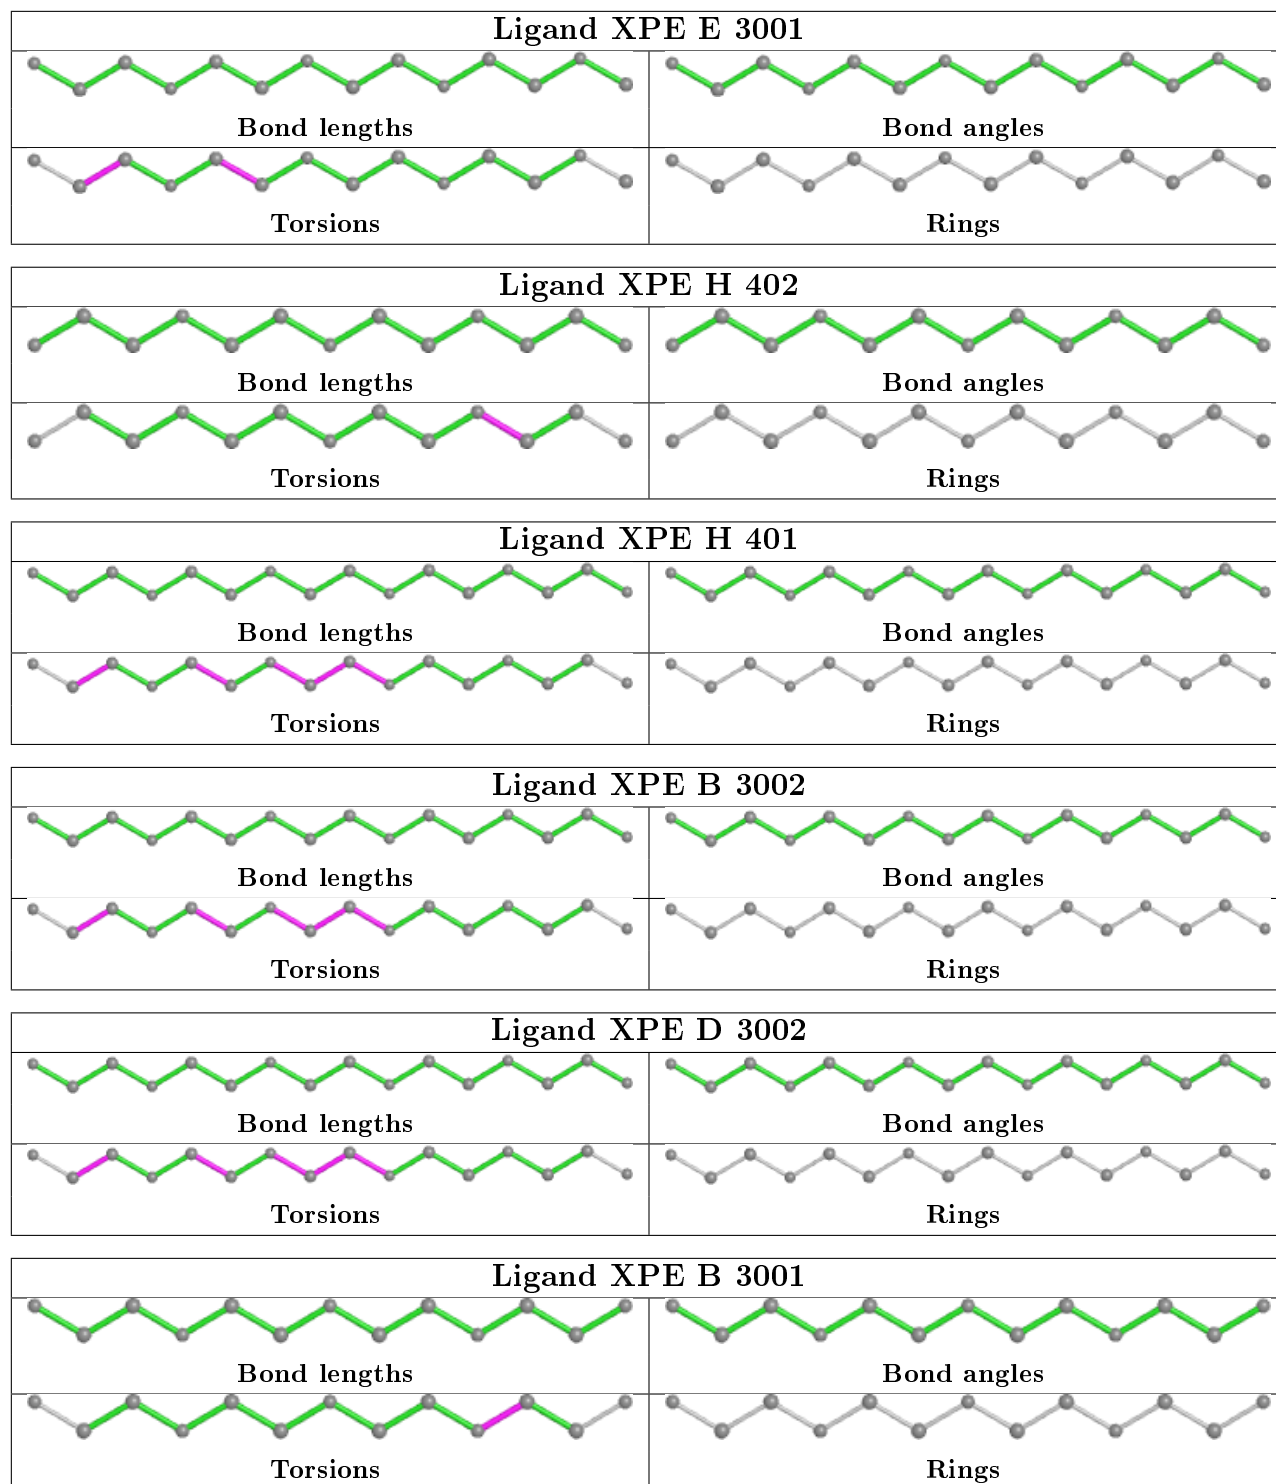 Ligand XPE E 3001
Bond lengths Bond angles
Torsions Rings
Ligand XPE H 402
Bond lengths Bond angles
Torsions Rings
Ligand XPE H 401
Bond lengths Bond angles
Torsions Rings
Ligand XPE B 3002
Bond lengths Bond angles
Torsions Rings
Ligand XPE D 3002
Bond lengths Bond angles
Torsions Rings
Ligand XPE B 3001
Bond lengths Bond angles
Torsions Rings